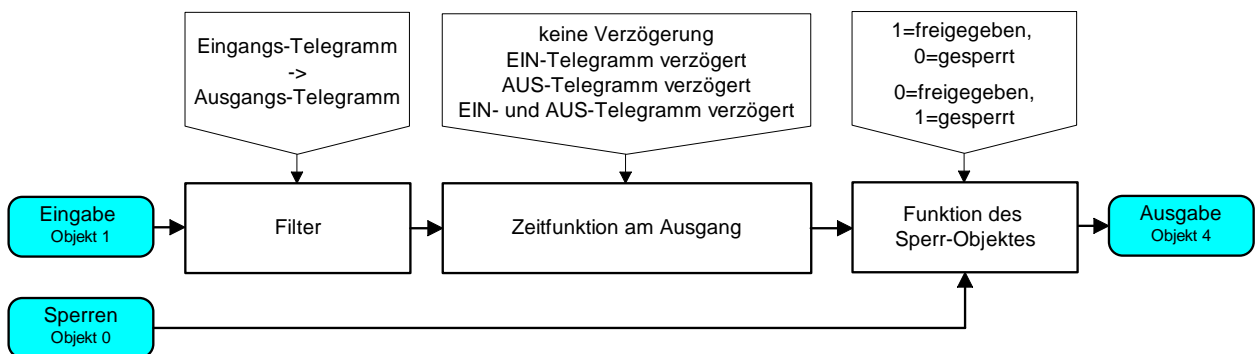 Eingangs-Telegramm
->
Ausgangs-Telegramm
keine Verzögerung
EIN-Telegramm verzögert
AUS-Telegramm verzögert
EIN- und AUS-Telegramm verzögert
1=freigegeben,
0=gesperrt
0=freigegeben,
1=gesperrt
Eingabe
Objekt 1
Filter
Zeitfunktion am Ausgang
Funktion des
Sperr-Objektes
Ausgabe
Objekt 4
Sperren
Objekt 0